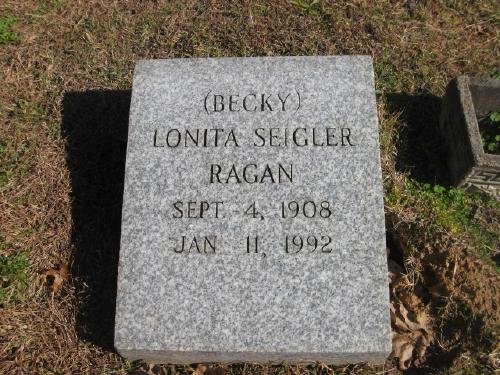 (BECKY)
LONITA SEIGLER
RAGAN
SEPT. 4, 1908
JAN 11, 1992